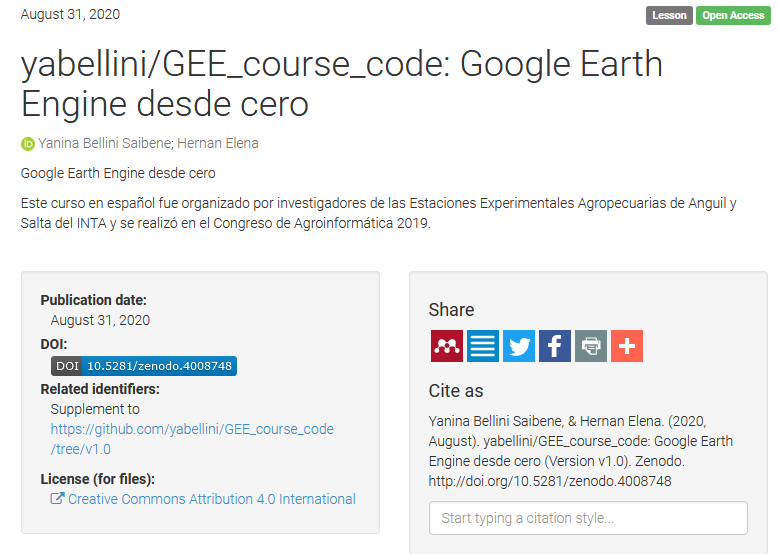 August 31, 2020
Lesson
Open Access
yabellini/GEE_course_code: Google Earth
Engine desde cero
iD Yanina Bellini Saibene; Hernan Elena
Google Earth Engine desde cero
Este curso en español fue organizado por investigadores de las Estaciones Experimentales Agropecuarias de Anguil y
Salta del INTA y se realizó en el Congreso de Agroinformática 2019.
Publication date:
August 31, 2020
DOI:
DOI 10.5281/zenodo.4008748
Related identifiers:
Supplement to
https://github.com/yabellini/GEE_course_code
/tree/v1.0
License (for files):
Creative Commons Attribution 4.0 International
Share
Cite as
Yanina Bellini Saibene, & Hernan Elena. (2020,
August). yabellini/GEE_course_code: Google Earth
Engine desde cero (Version v1.0). Zenodo.
http://doi.org/10.5281/zenodo.4008748
Start typing a citation style...